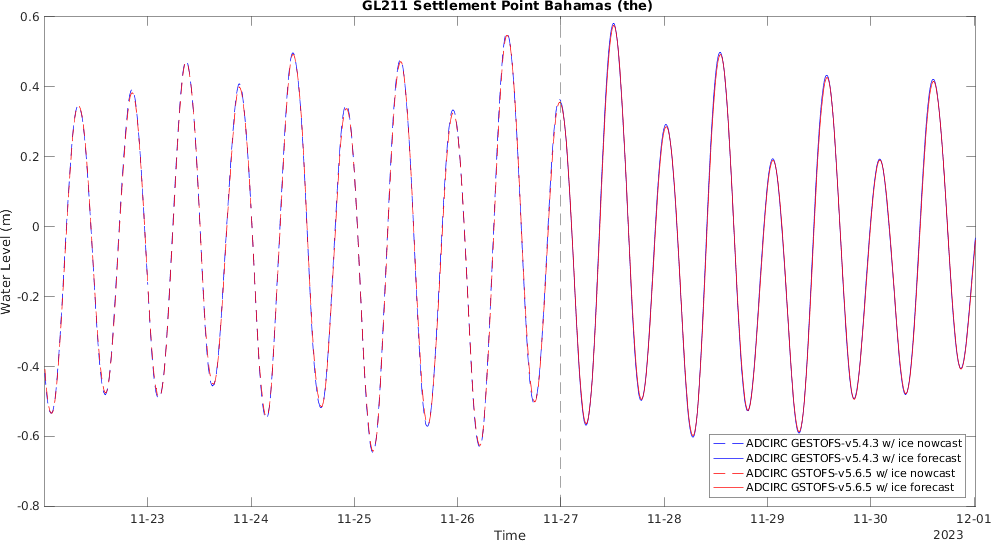 GL211 Settlement Point Bahamas (the)
0.6
0.4
0.2
0
-0.2
-0.4
-0.6
-0.8
Water Level (m)
11-23
11-24
11-25
11-26
11-27
11-28
11-29
11-30
12-01
Time
2023
ADCIRC GESTOFS-v5.4.3 w/ ice nowcast
ADCIRC GESTOFS-v5.4.3 w/ ice forecast
ADCIRC GSTOFS-v5.6.5 w/ ice nowcast
ADCIRC GSTOFS-v5.6.5 w/ ice forecast